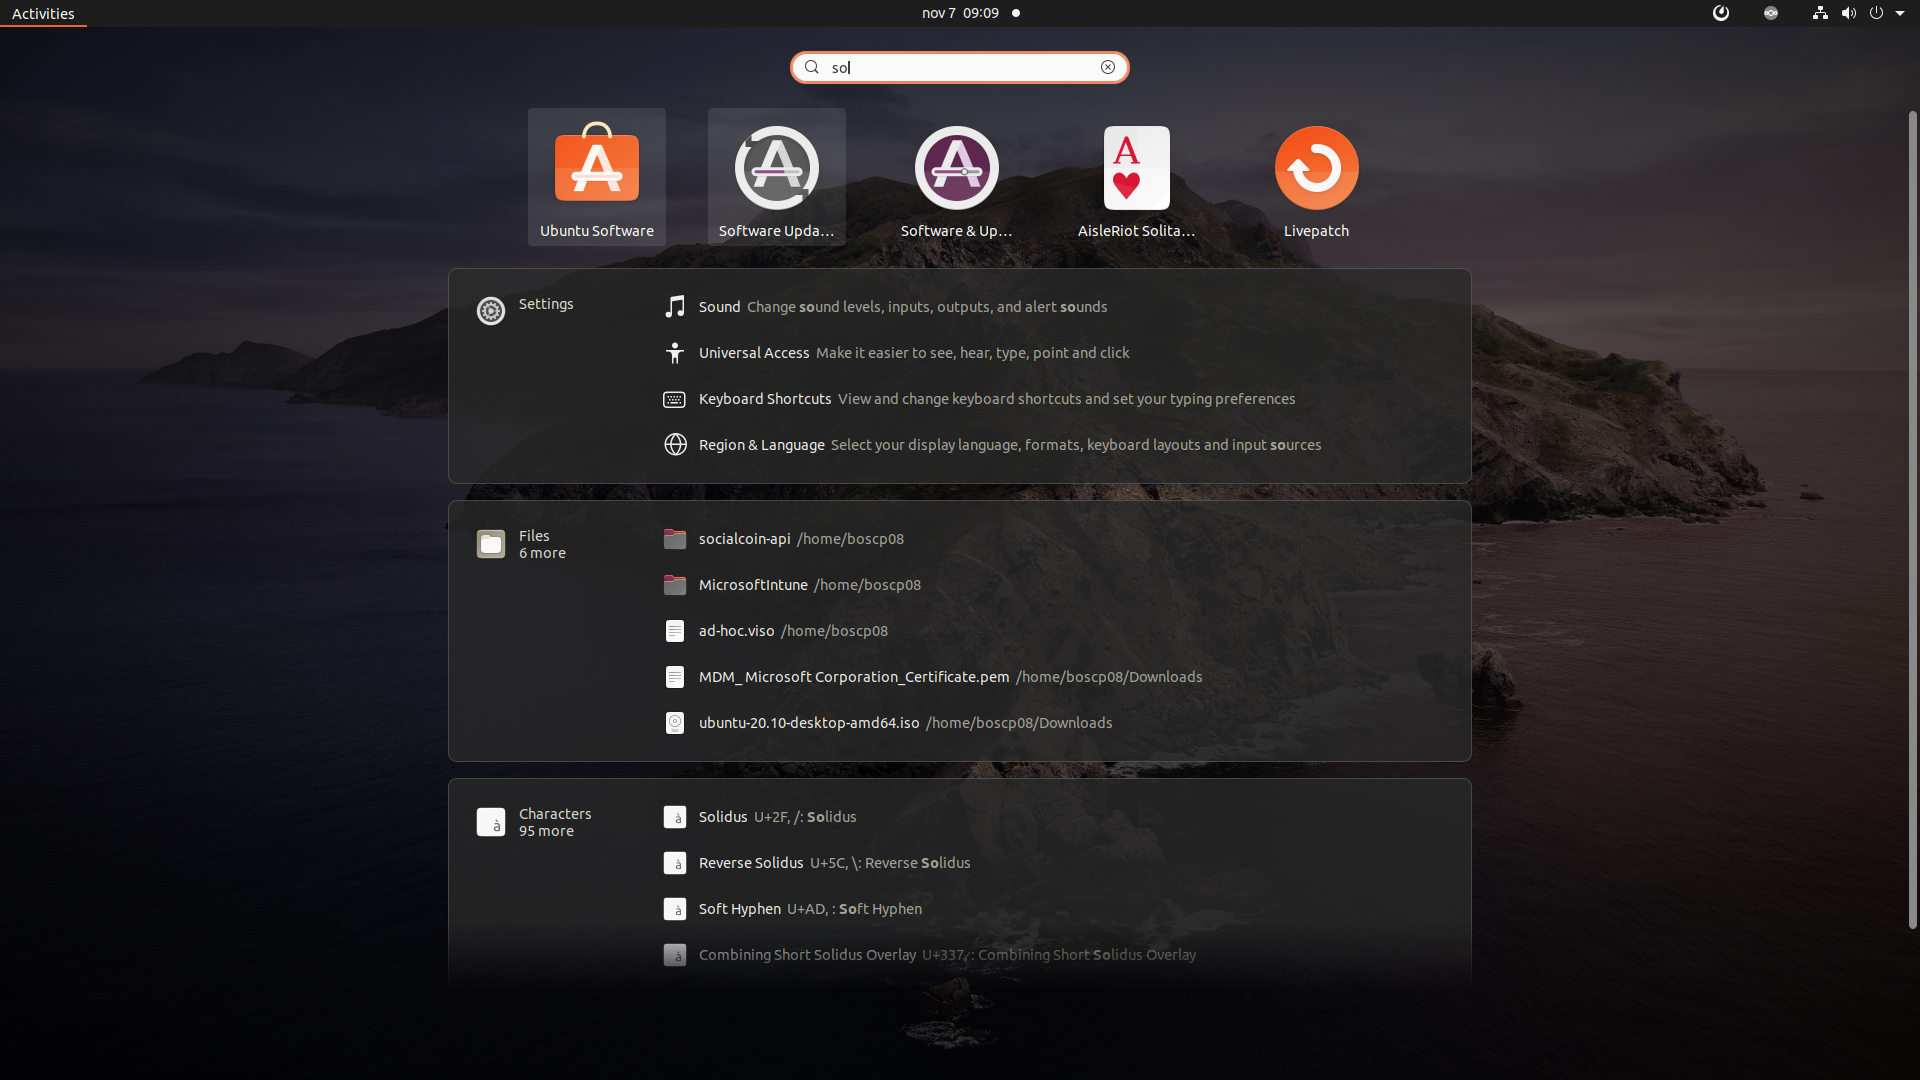 Activities
nov 7 09:09
so
Ubuntu Software
Software Upda…
Software & Up…
AisleRiot Solita…
Livepatch
Settings
Sound Change sound levels, inputs, outputs, and alert sounds
Universal Access Make it easier to see, hear, type, point and click
Keyboard Shortcuts View and change keyboard shortcuts and set your typing preferences
Region & Language Select your display language, formats, keyboard layouts and input sources
Files
6 more
socialcoin-api /home/boscp08
MicrosoftIntune /home/boscp08
ad-hoc.viso /home/boscp08
MDM_ Microsoft Corporation_Certificate.pem /home/boscp08/Downloads
ubuntu-20.10-desktop-amd64.iso /home/boscp08/Downloads
Characters
95 more
Solidus U+2F, /: Solidus
Reverse Solidus U+5C, \: Reverse Solidus
Soft Hyphen U+AD, : Soft Hyphen
Combining Short Solidus Overlay U+337, ̷: Combining Short Solidus Overlay